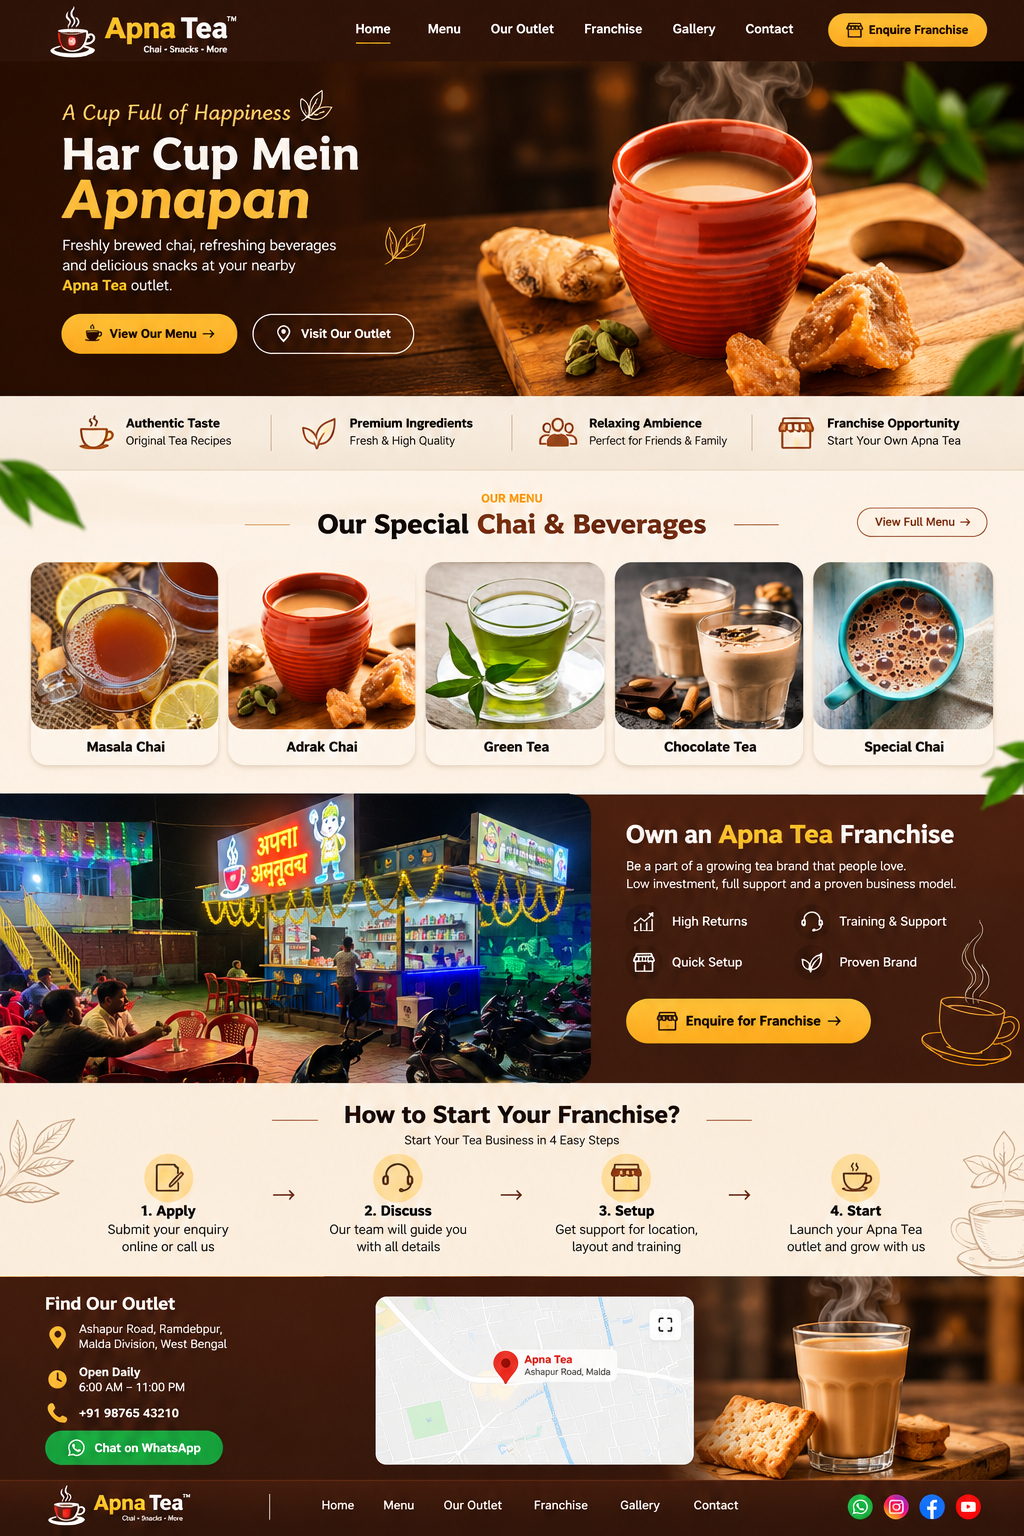 Apna Tea™
Chai - Snacks - More
Home
Menu
Our Outlet
Franchise
Gallery
Contact
Enquire Franchise
A Cup Full of Happiness
Har Cup Mein
Apnapan
Freshly brewed chai, refreshing beverages
and delicious snacks at your nearby
Apna Tea outlet.
View Our Menu →
Visit Our Outlet
Authentic Taste
Original Tea Recipes
Premium Ingredients
Fresh & High Quality
Relaxing Ambience
Perfect for Friends & Family
Franchise Opportunity
Start Your Own Apna Tea
OUR MENU
Our Special Chai & Beverages
View Full Menu →
Masala Chai
Adrak Chai
Green Tea
Chocolate Tea
Special Chai
अपना
Own an Apna Tea Franchise
Be a part of a growing tea brand that people love.
Low investment, full support and a proven business model.
High Returns
Training & Support
Quick Setup
Proven Brand
Enquire for Franchise →
How to Start Your Franchise?
Start Your Tea Business in 4 Easy Steps
1. Apply
Submit your enquiry
online or call us
2. Discuss
Our team will guide you
with all details
3. Setup
Get support for location,
layout and training
4. Start
Launch your Apna Tea
outlet and grow with us
Find Our Outlet
Ashapur Road, Ramdebpur,
Malda Division, West Bengal
Open Daily
6:00 AM – 11:00 PM
+91 98765 43210
Chat on WhatsApp
Apna Tea
Ashapur Road, Malda
Apna Tea™
Chai - Snacks - More
Home
Menu
Our Outlet
Franchise
Gallery
Contact